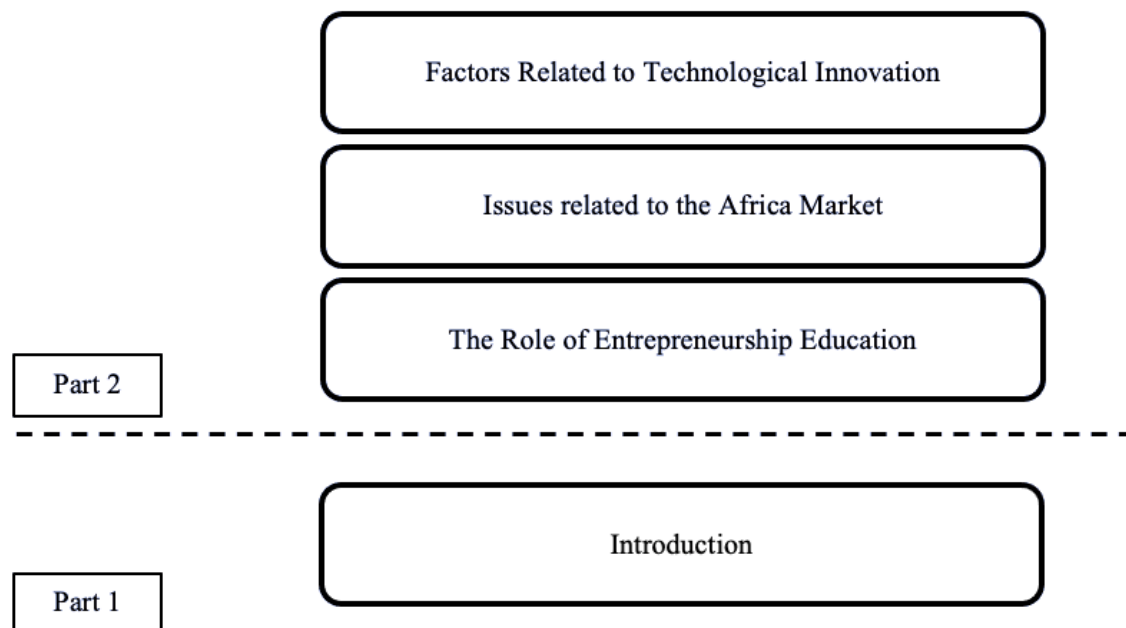 Factors Related to Technological Innovation
Issues related to the Africa Market
The Role of Entrepreneurship Education
Part 2
Introduction
Part 1